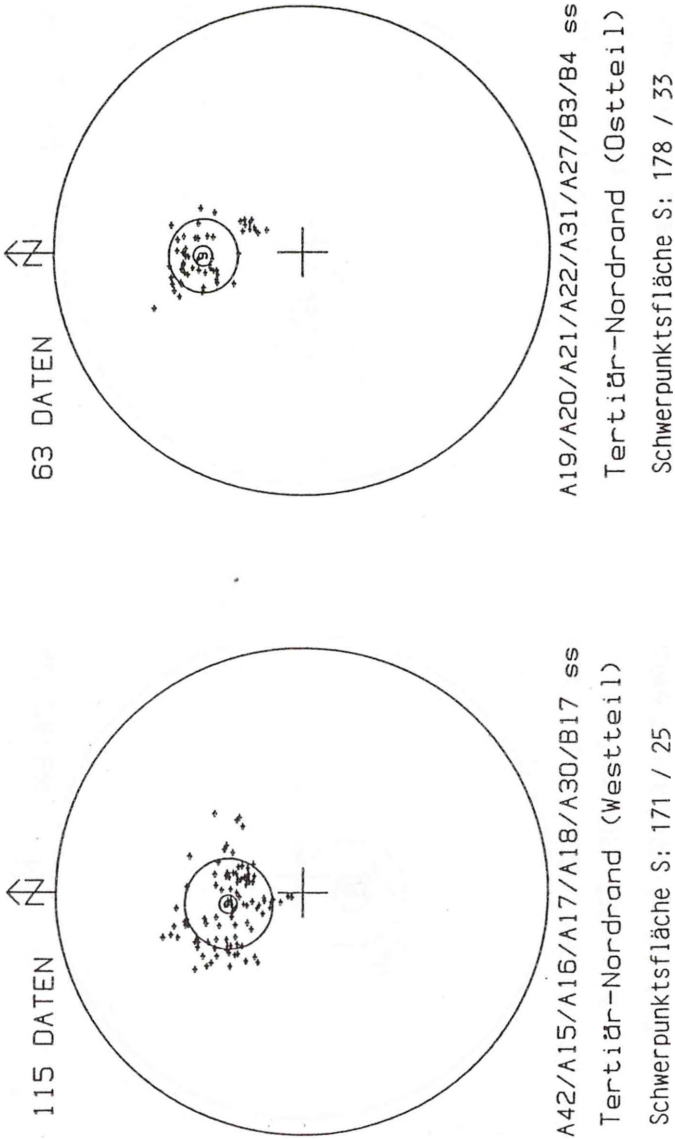 115 DATEN
N
A42/A15/A16/A17/A18/A30/B17 ss
Tertiär-Nordrand (Westteil)
Schwerpunktsfläche S: 171 / 25
63 DATEN
N
S
A19/A20/A21/A22/A31/A27/B3/B4 ss
Tertiär-Nordrand (Ostteil)
Schwerpunktsfläche S: 178 / 33